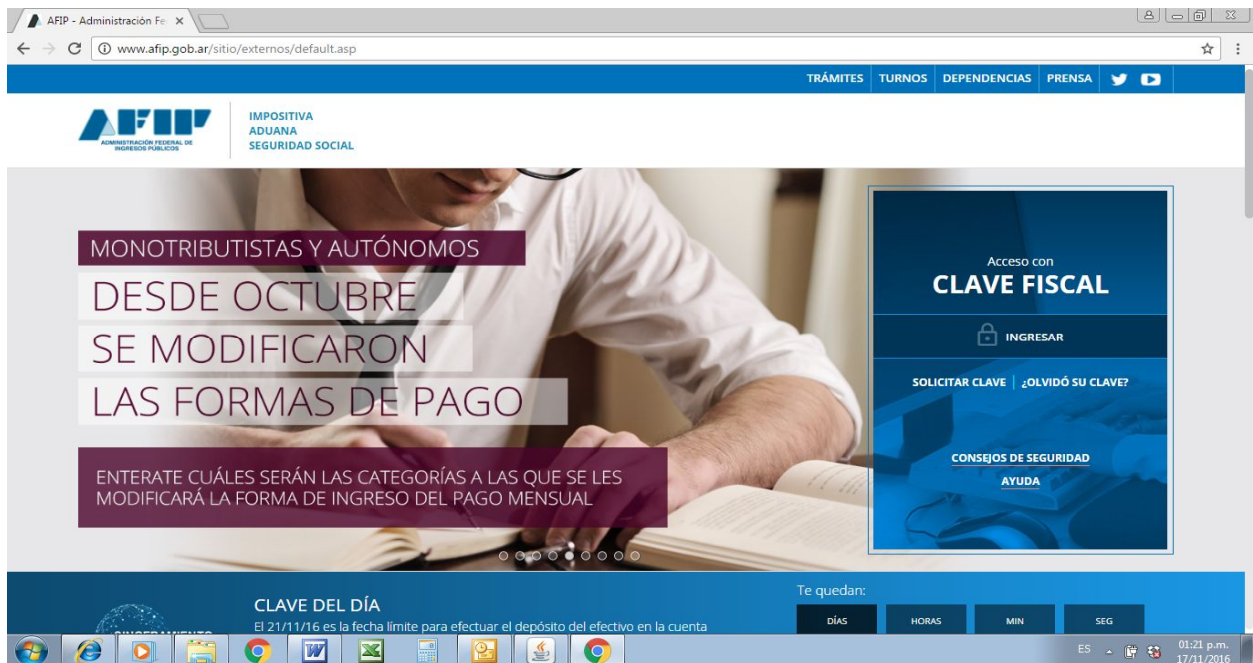 AFIP - Administración Fe
www.afip.gob.ar/sitio/externos/default.asp
TRÁMITES TURNOS DEPENDENCIAS PRENSA
AFIP
ADMINISTRACIÓN FEDERAL DE
INGRESOS PÚBLICOS
IMPOSITIVA
ADUANA
SEGURIDAD SOCIAL
MONOTRIBUTISTAS Y AUTÓNOMOS
DESDE OCTUBRE
SE MODIFICARON
LAS FORMAS DE PAGO
ENTERATE CUÁLES SERÁN LAS CATEGORÍAS A LAS QUE SE LES
MODIFICARÁ LA FORMA DE INGRESO DEL PAGO MENSUAL
Acceso con
CLAVE FISCAL
INGRESAR
SOLICITAR CLAVE ¿OLVIDÓ SU CLAVE?
CONSEJOS DE SEGURIDAD
AYUDA
CLAVE DEL DÍA
El 21/11/16 es la fecha límite para efectuar el depósito del efectivo en la cuenta
Te quedan:
DÍAS HORAS MIN SEG
ES
01:21 p.m.
17/11/2016